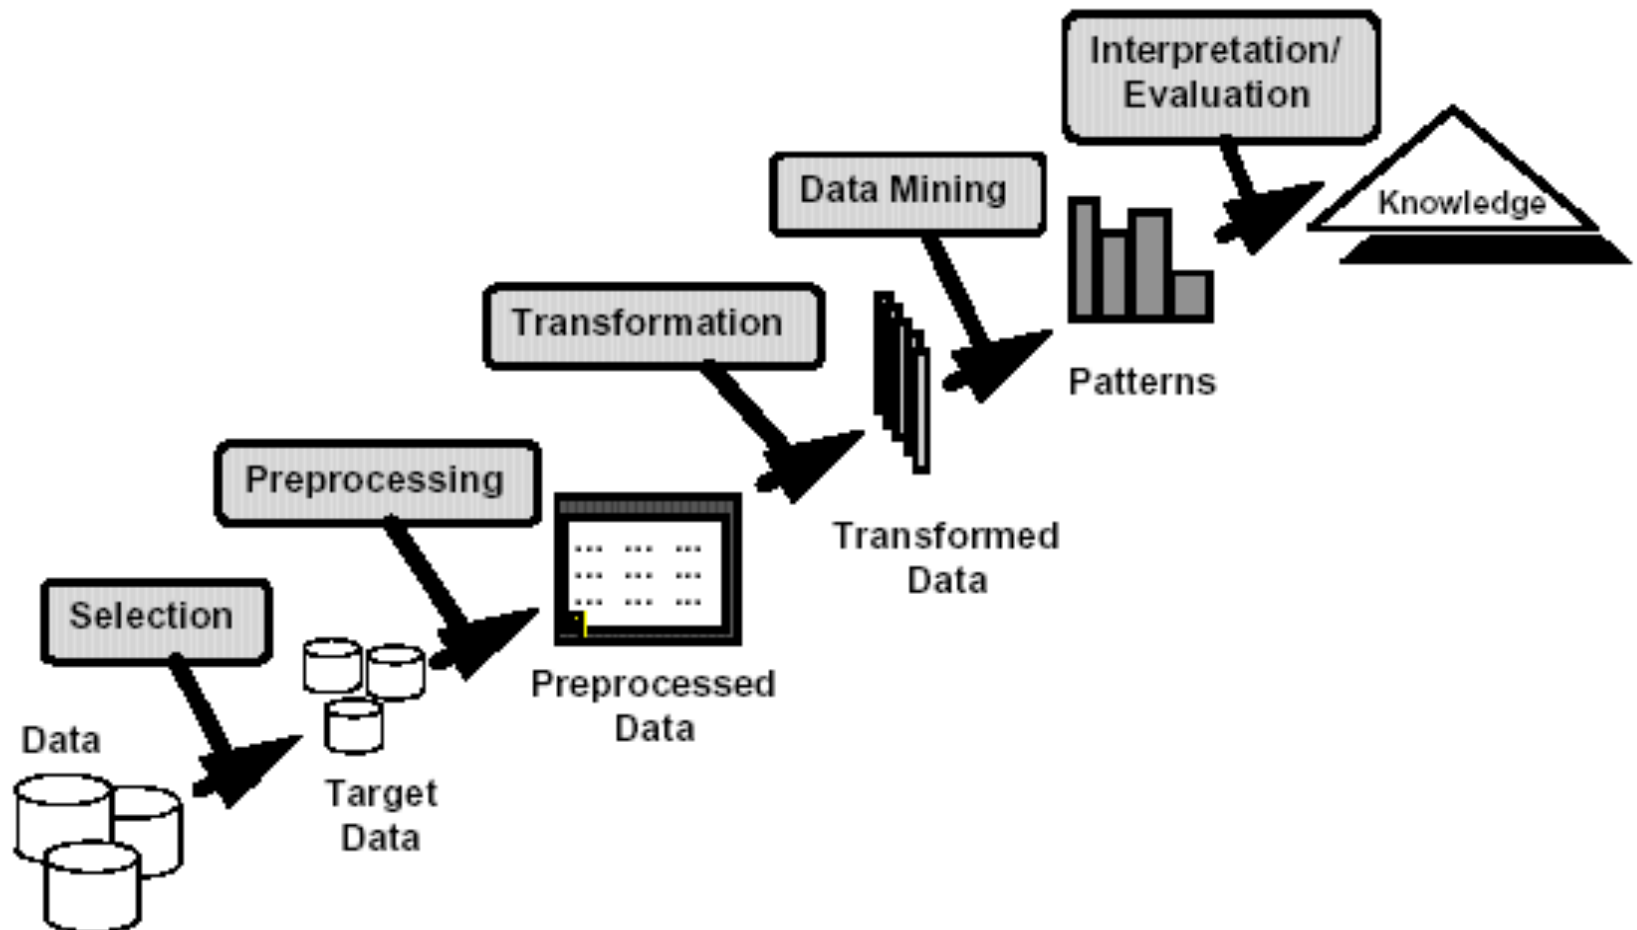 Interpretation/
Evaluation
Knowledge
Data Mining
Patterns
Transformation
Transformed
Data
Preprocessing
Preprocessed
Data
Selection
Target
Data
Data